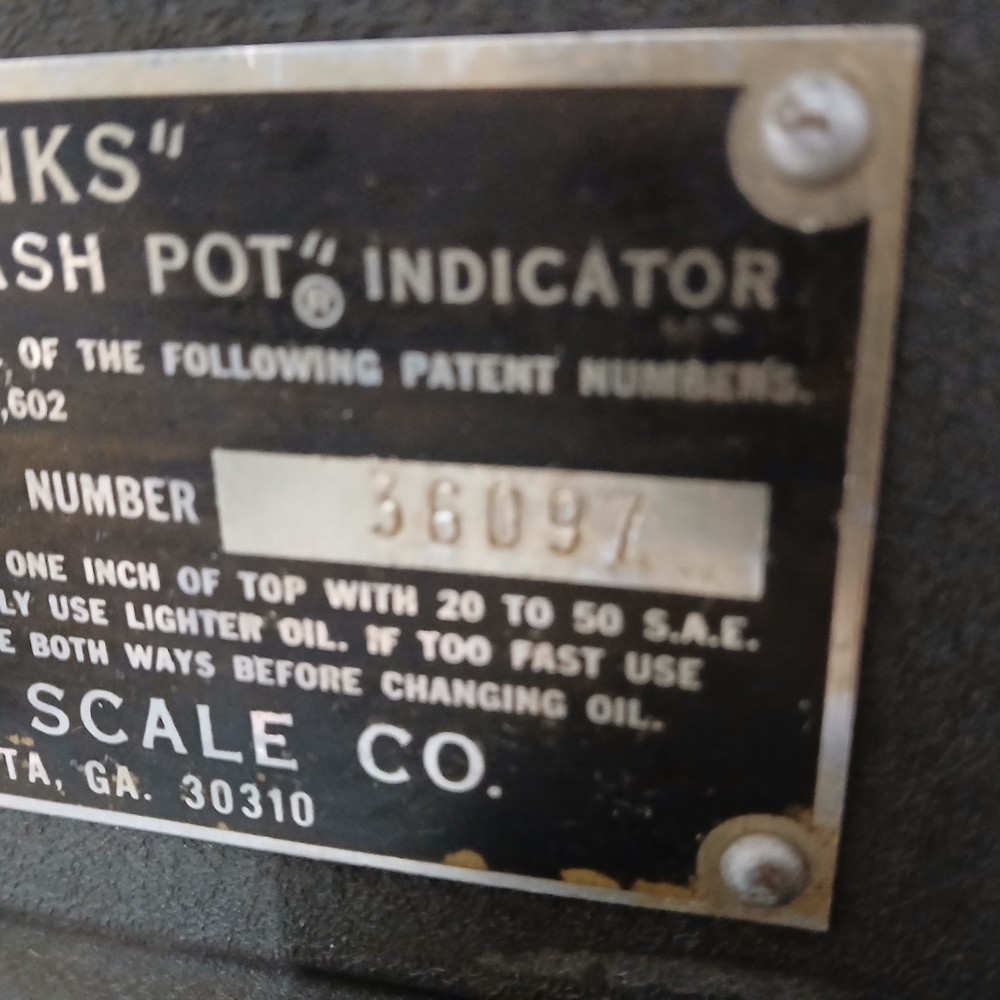 NKS"
ASH POT"® INDICATOR
OF THE FOLLOWING PATENT NUMBERS.
,602
NUMBER 36097
ONE INCH OF TOP WITH 20 TO 50 S.A.E.
LY USE LIGHTER OIL. IF TOO FAST USE
E BOTH WAYS BEFORE CHANGING OIL.
SCALE CO.
TA, GA. 30310